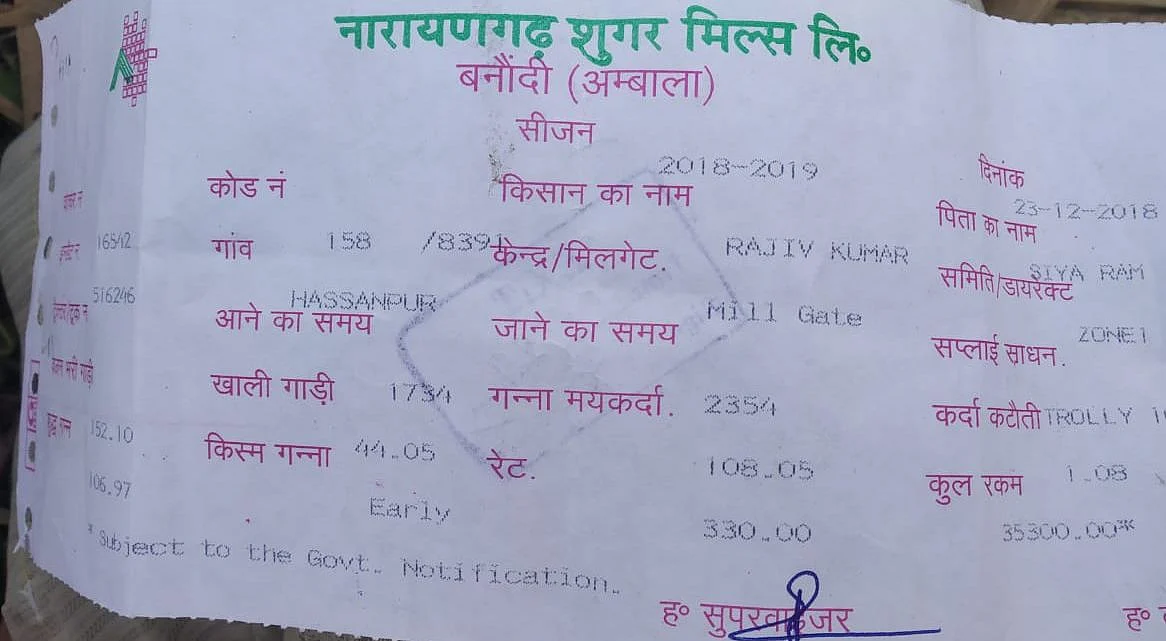 नारायणगढ़ शुगर मिल्स लि॰
बनौंदी (अम्बाला)
सीजन
2018-2019
दिनांक
23-12-2018
कोड नं
किसान का नाम
पिता का नाम
16542
158 /8391
RAJIV KUMAR
SIYA RAM
गांव
केन्द्र/मिलगेट.
समिति/डायरेक्ट
516246
HASSANPUR
Mill Gate
ZONE1
आने का समय
जाने का समय
सप्लाई साधन.
1734
2354
TROLLY
भरी गाड़ी
खाली गाड़ी
गन्ना मयकर्दा.
कर्दा कटौती
152.10
44.05
108.05
1.08
किस्म गन्ना
रेट.
कुल रकम
106.97
Early
330.00
35300.00**
* Subject to the Govt. Notification.
ह॰ सुपरवाईजर
ह॰